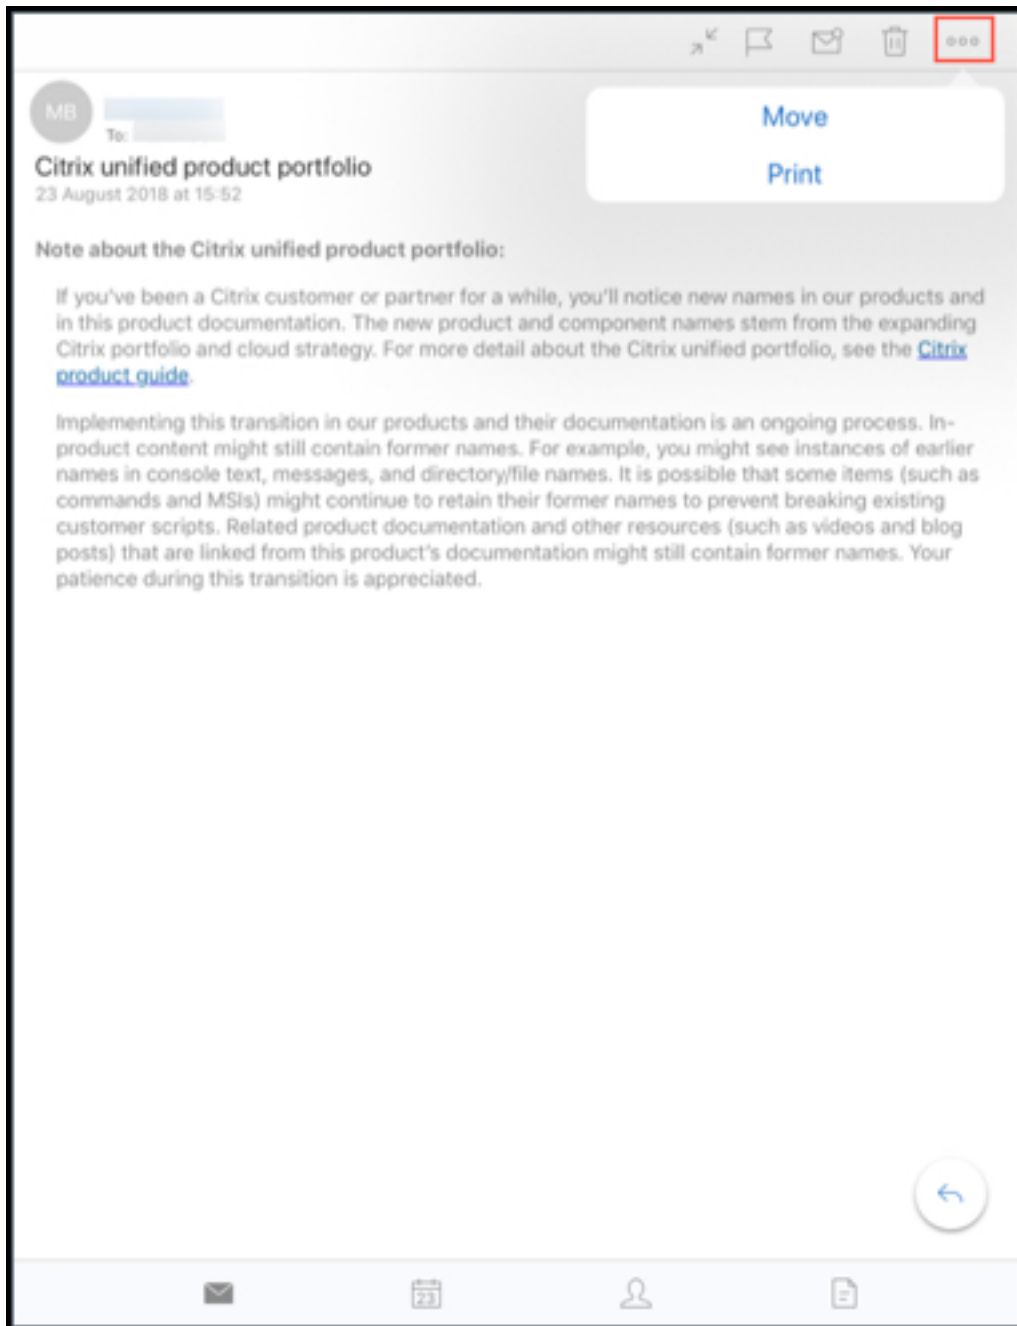 MB
Move
To:
Citrix unified product portfolio
Print
23 August 2018 at 15:52
Note about the Citrix unified product portfolio:
If you've been a Citrix customer or partner for a while, you'll notice new names in our products and
in this product documentation. The new product and component names stem from the expanding
Citrix portfolio and cloud strategy. For more detail about the Citrix unified portfolio, see the Citrix
product guide.
Implementing this transition in our products and their documentation is an ongoing process. In-
product content might still contain former names. For example, you might see instances of earlier
names in console text, messages, and directory/file names. It is possible that some items (such as
commands and MSIs) might continue to retain their former names to prevent breaking existing
customer scripts. Related product documentation and other resources (such as videos and blog
posts) that are linked from this product's documentation might still contain former names. Your
patience during this transition is appreciated.
23